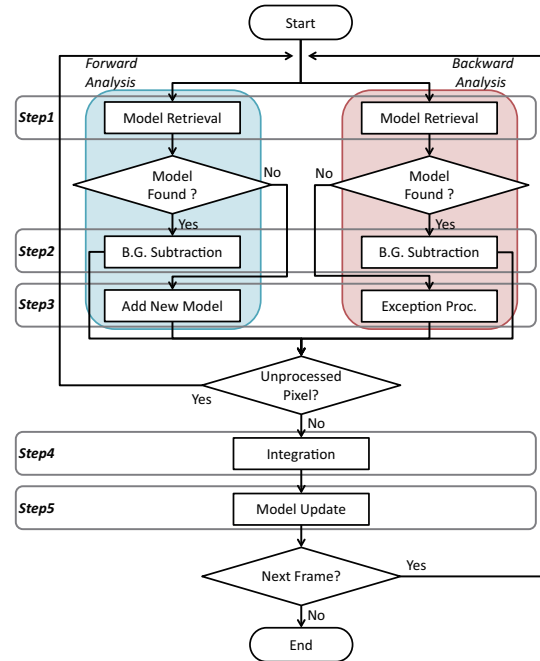 Start
Forward
Analysis
Backward
Analysis
Step1
Model Retrieval
Model Retrieval
Model
Found ?
No
No
Model
Found ?
Yes
Yes
Step2
B.G. Subtraction
B.G. Subtraction
Step3
Add New Model
Exception Proc.
Unprocessed
Pixel?
Yes
No
Step4
Integration
Step5
Model Update
Next Frame?
Yes
No
End